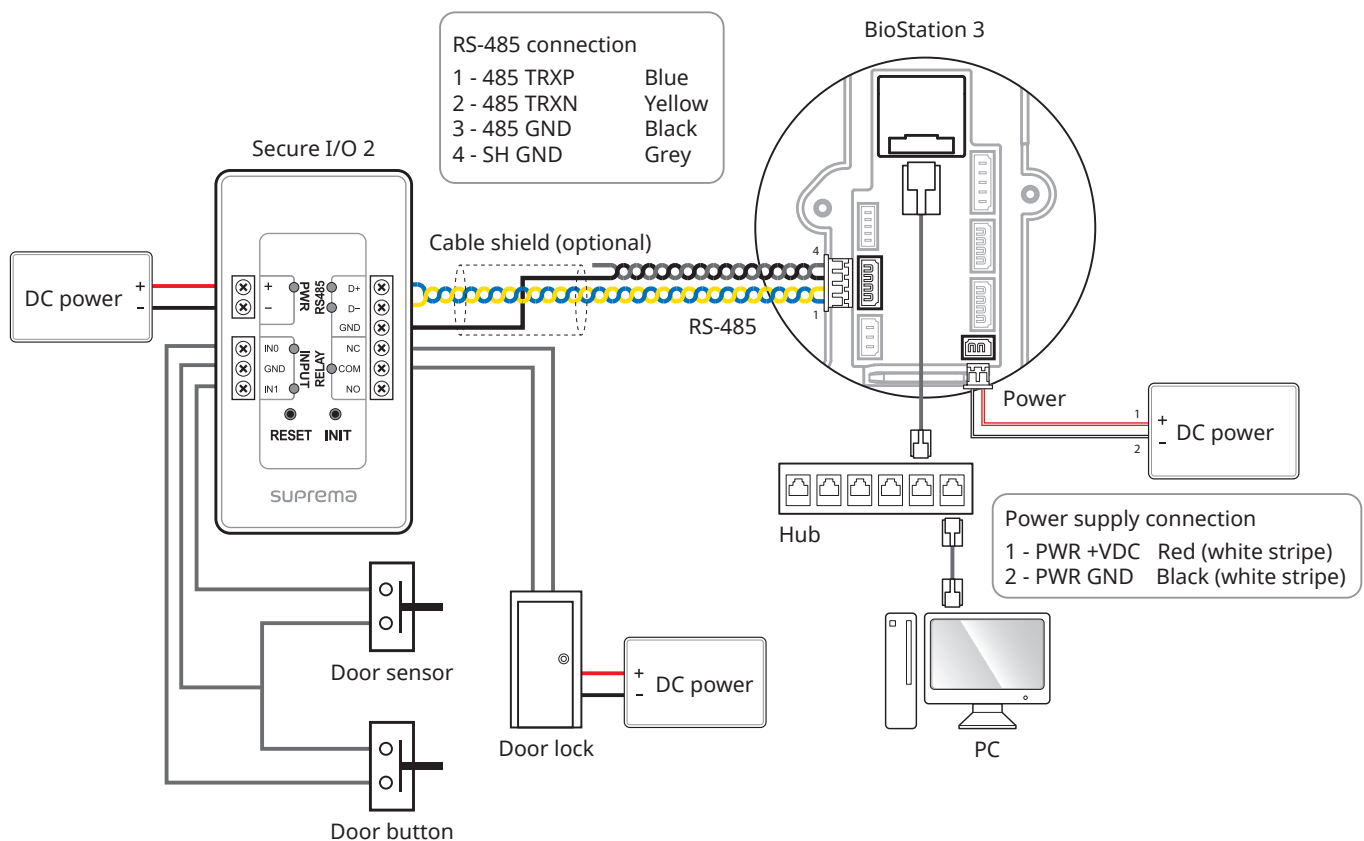 BioStation 3
RS-485 connection
1 - 485 TRXP Blue
2 - 485 TRXN Yellow
3 - 485 GND Black
4 - SH GND Grey
Secure I/O 2
Cable shield (optional)
4
1
RS-485
DC power
+
-
+
−
PWR
RS485
D+
D−
GND
IN0
GND
IN1
INPUT
RELAY
NC
COM
NO
RESET INIT
suprema
Power
1
2
+
-
DC power
Hub
Power supply connection
1 - PWR +VDC Red (white stripe)
2 - PWR GND Black (white stripe)
Door sensor
+
-
DC power
Door lock
PC
Door button